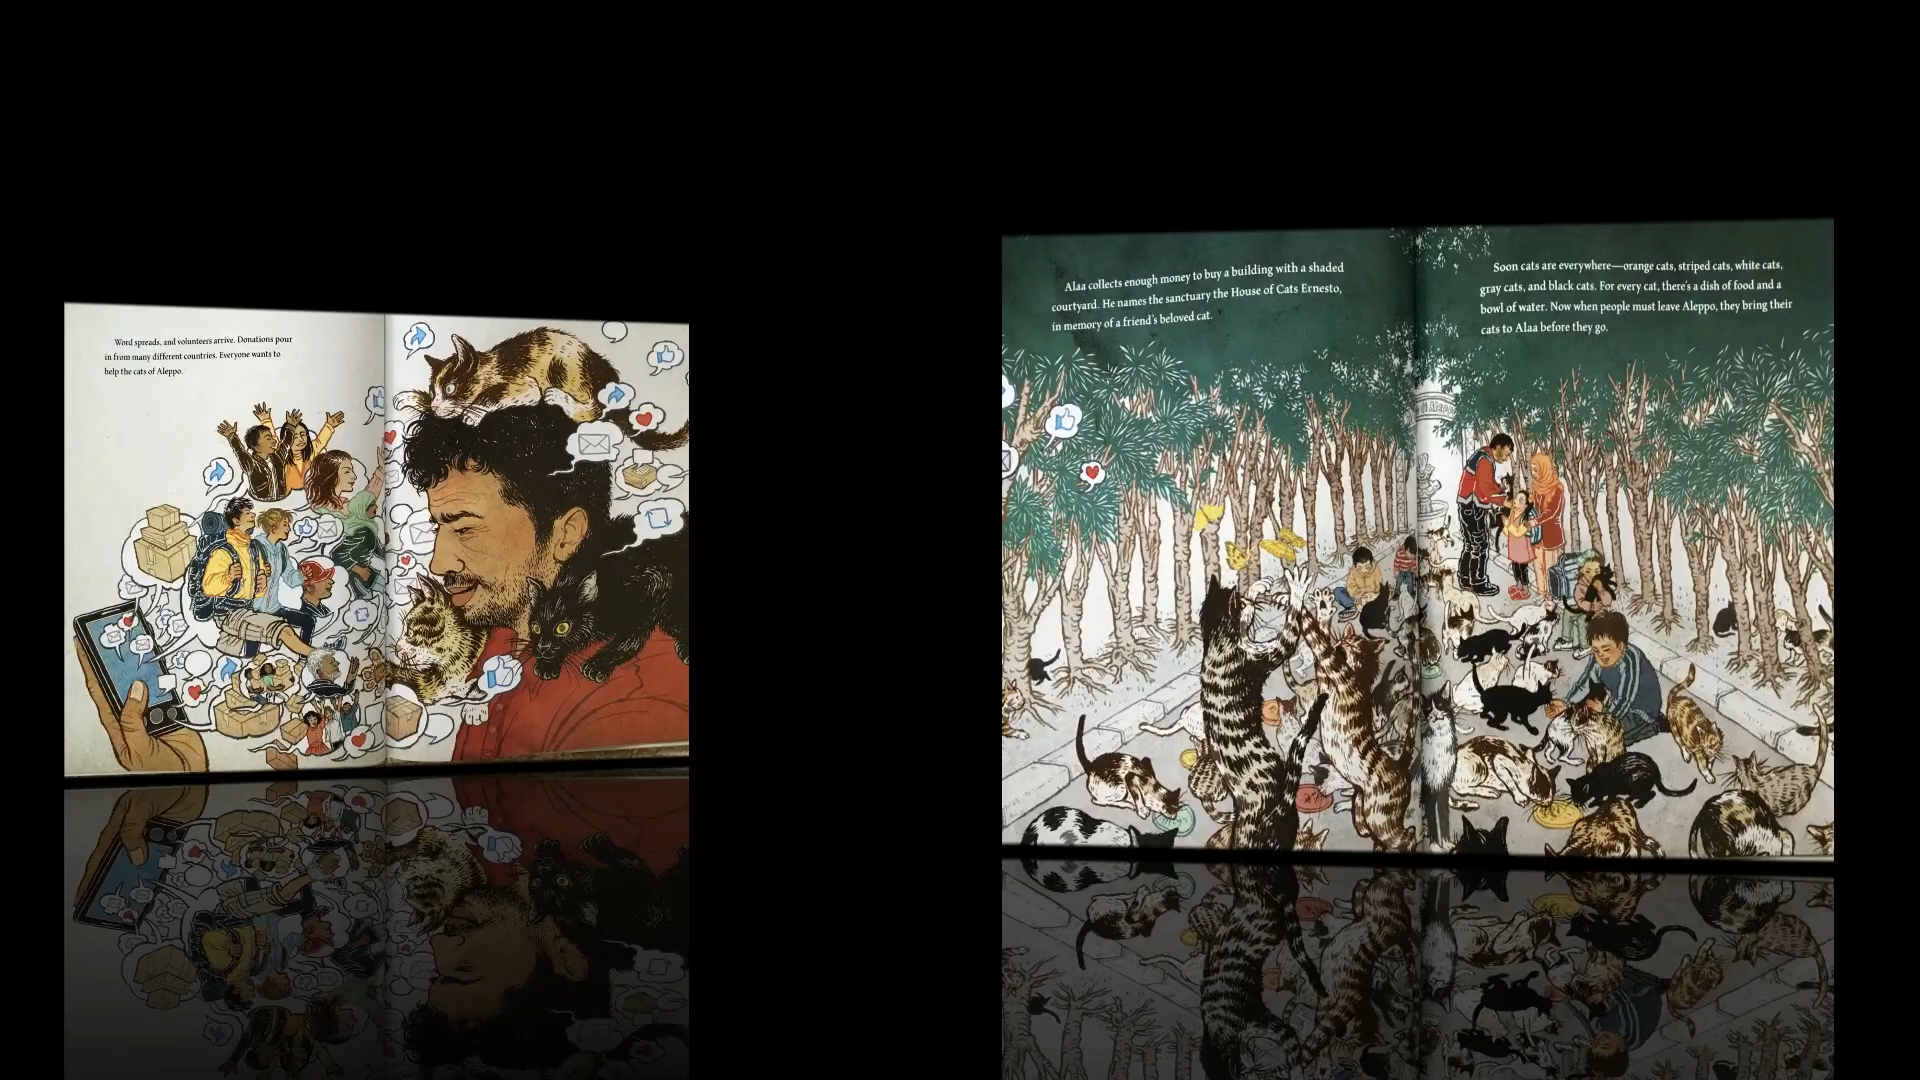 Word spreads, and volunteers arrive. Donations pour
in from many different countries. Everyone wants to
help the cats of Aleppo.
Alaa collects enough money to buy a building with a shaded
courtyard. He names the sanctuary the House of Cats Ernesto,
in memory of a friend's beloved cat.
Soon cats are everywhere—orange cats, striped cats, white cats,
gray cats, and black cats. For every cat, there's a dish of food and a
bowl of water. Now when people must leave Aleppo, they bring their
cats to Alaa before they go.